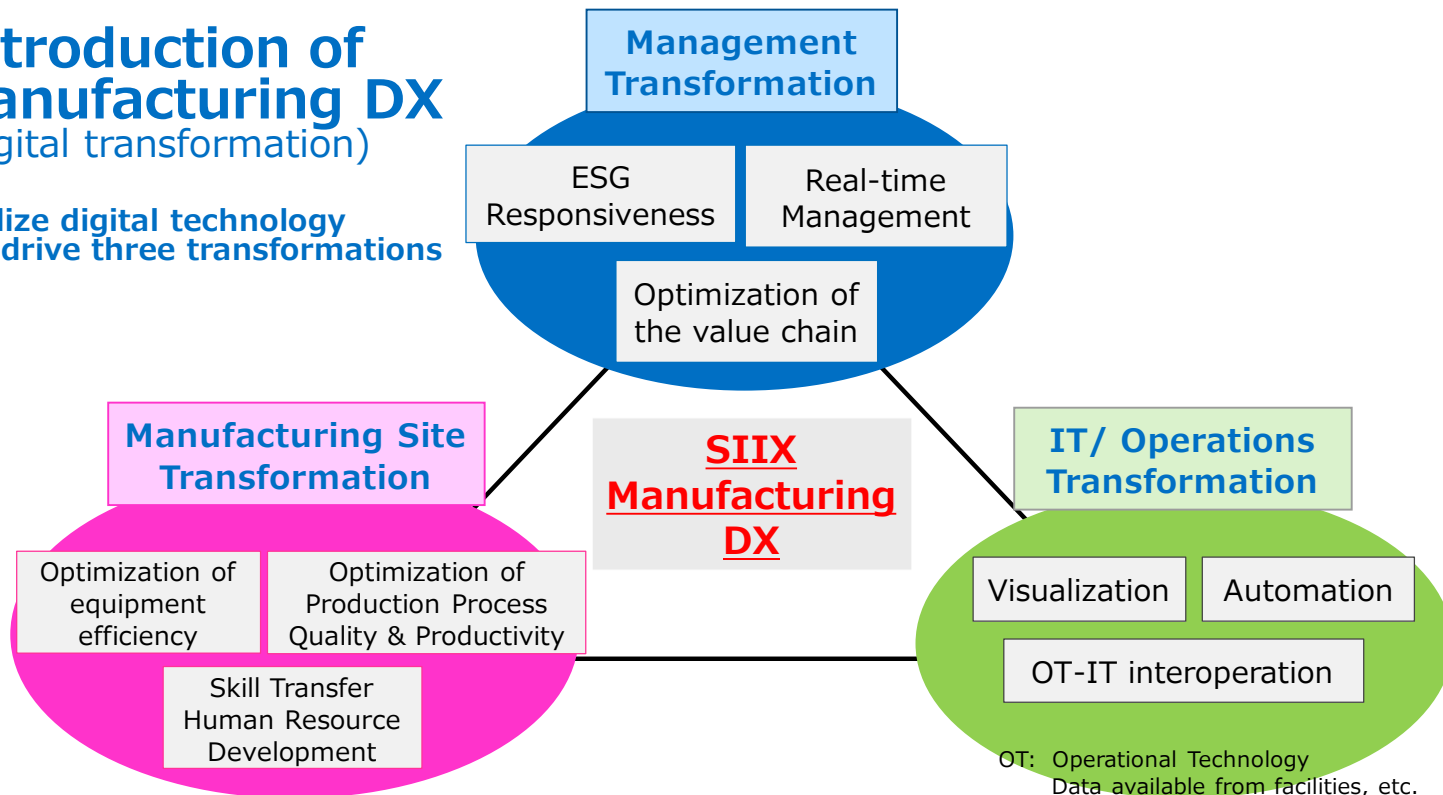 troduction of
anufacturing DX
gital transformation)
lize digital technology
drive three transformations
Management
Transformation
ESG
Responsiveness
Real-time
Management
Optimization of
the value chain
Manufacturing Site
Transformation
SIIX
Manufacturing
DX
IT/ Operations
Transformation
Optimization of
equipment
efficiency
Optimization of
Production Process
Quality & Productivity
Skill Transfer
Human Resource
Development
Visualization
Automation
OT-IT interoperation
OT: Operational Technology
Data available from facilities, etc.